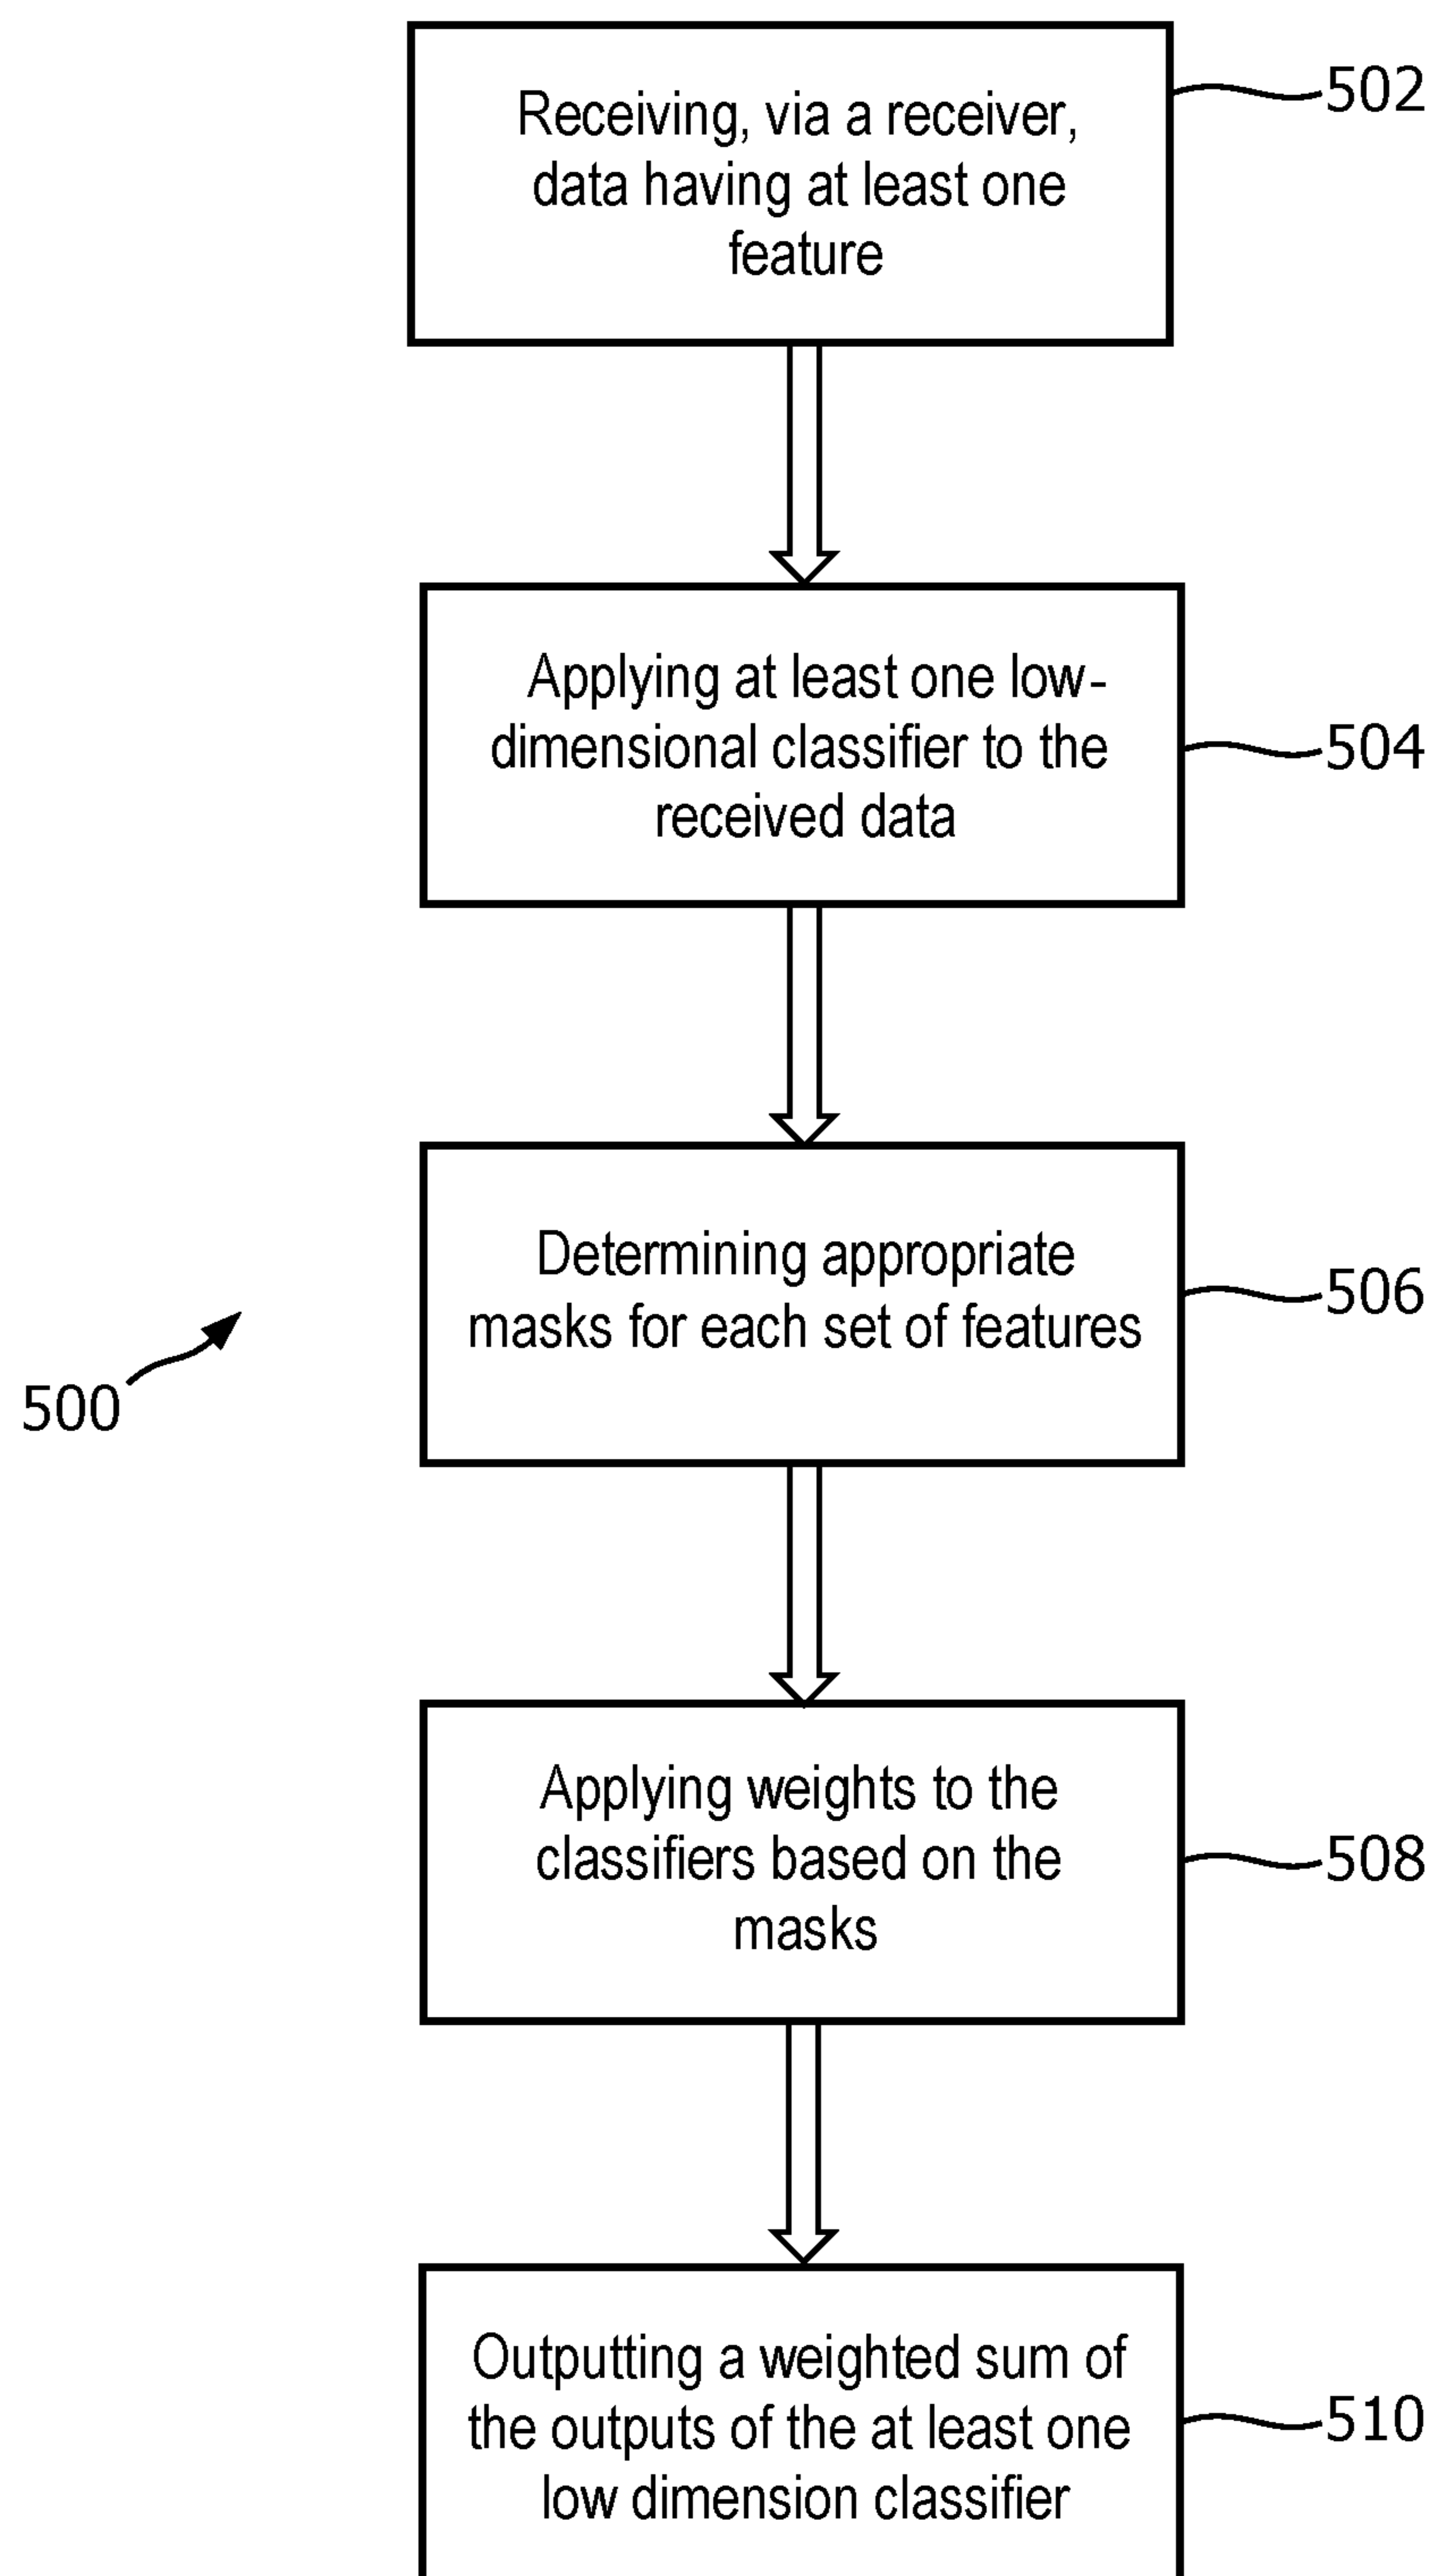 Receiving, via a receiver,
data having at least one
feature
502
Applying at least one low-
dimensional classifier to the
received data
504
Determining appropriate
masks for each set of features
506
500
Applying weights to the
classifiers based on the
masks
508
Outputting a weighted sum of
the outputs of the at least one
low dimension classifier
510